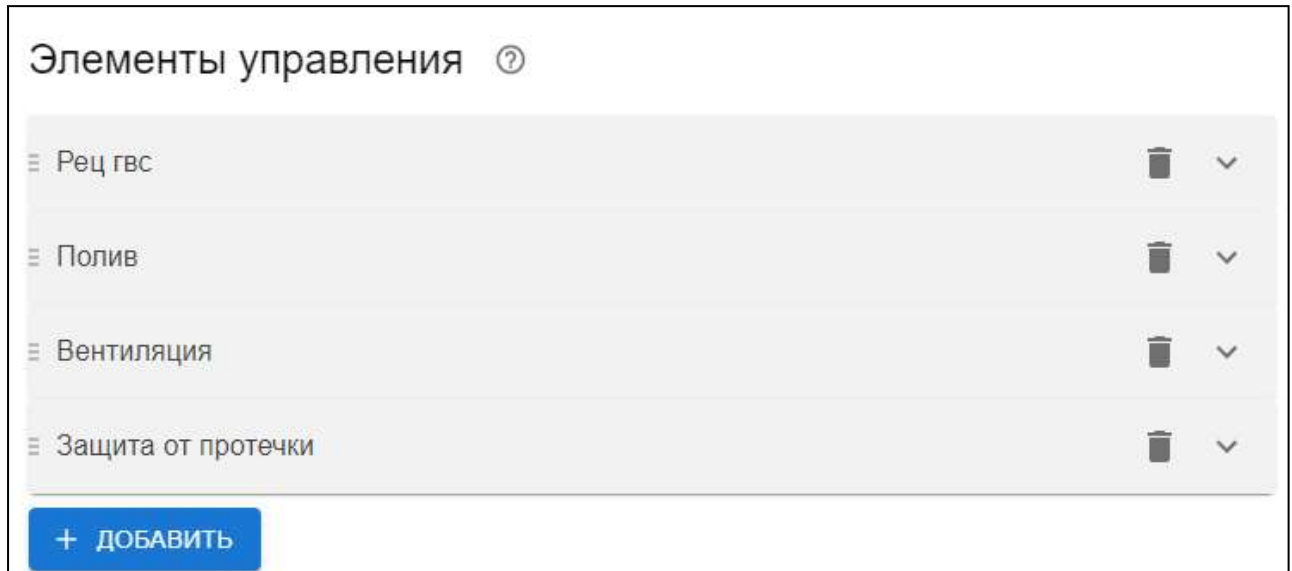 Элементы управления
Рец гвс
Полив
Вентиляция
Защита от протечки
+ ДОБАВИТЬ